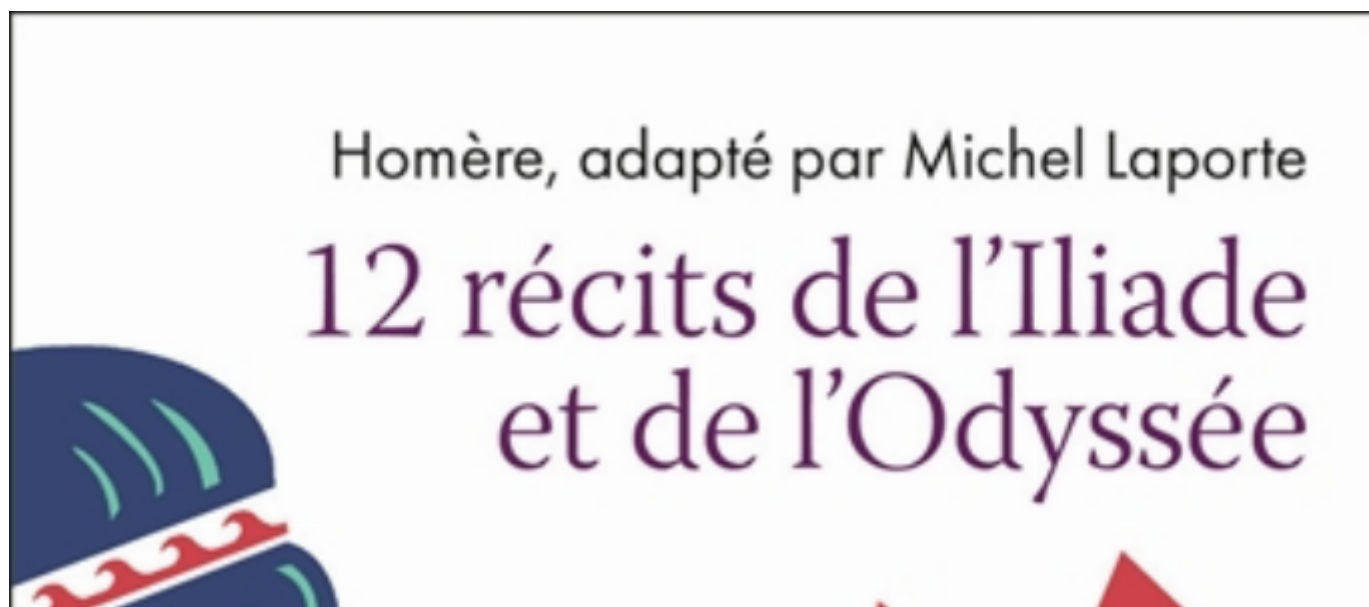 Homère, adapté par Michel Laporte
12 récits de l’Iliade
et de l’Odyssée